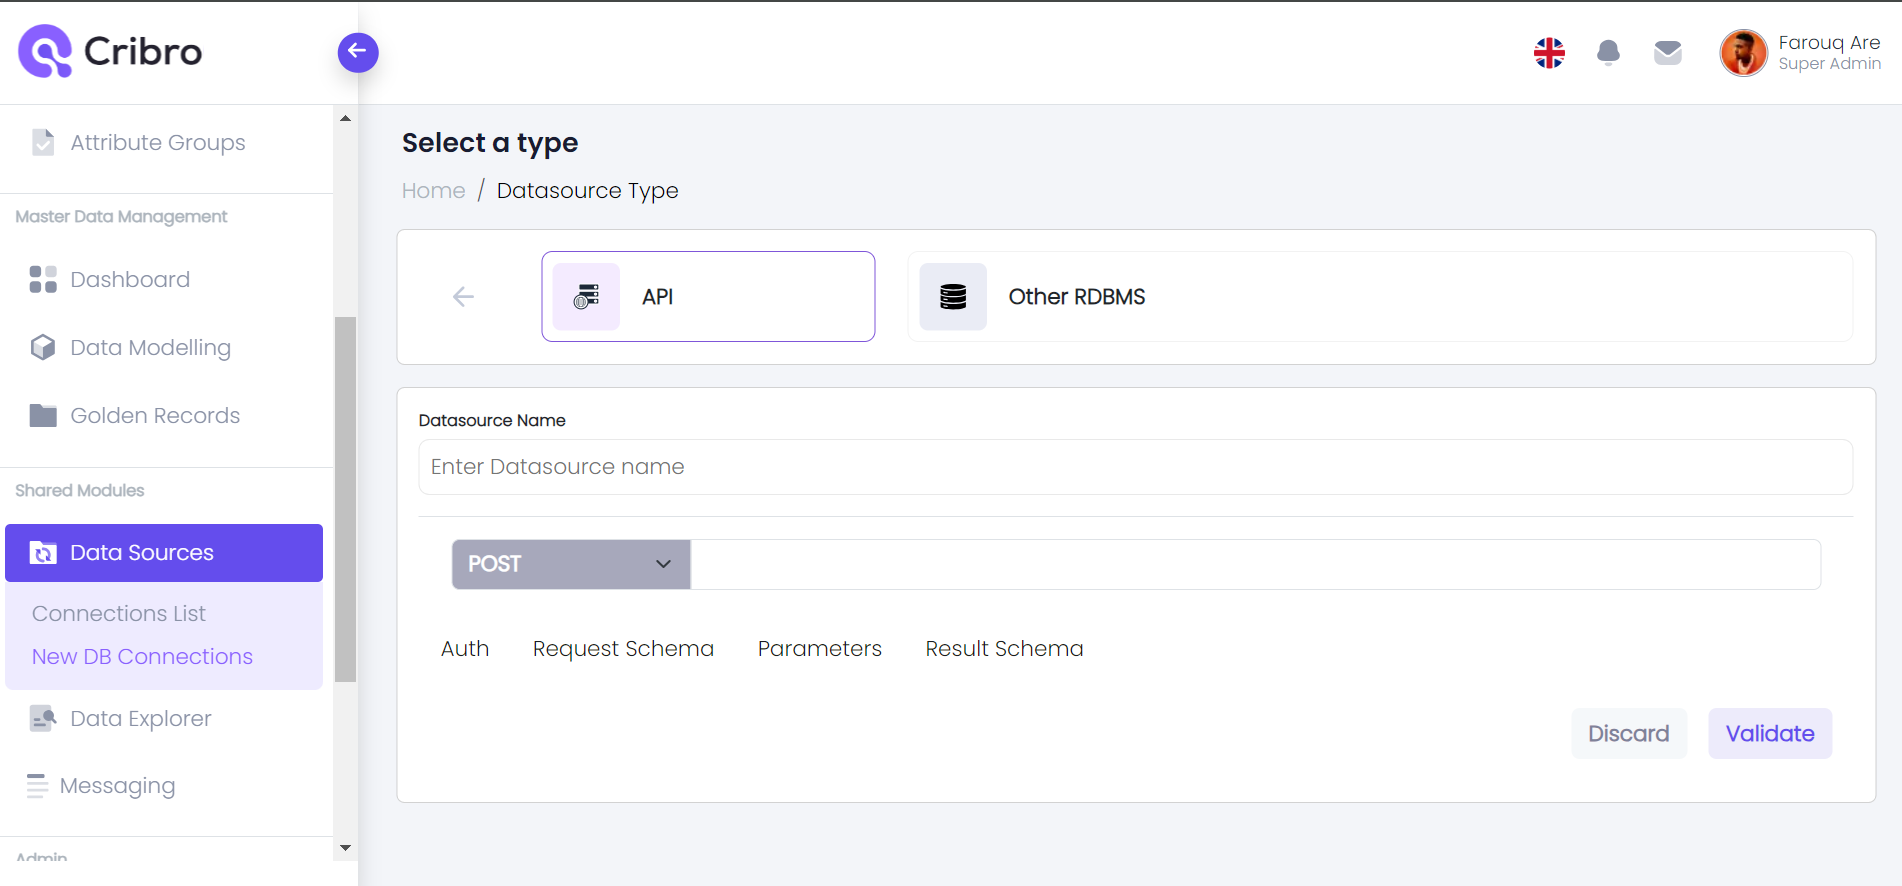 Cribro
Farouq Are
Super Admin
Attribute Groups
Master Data Management
Dashboard
Data Modelling
Golden Records
Shared Modules
Data Sources
Connections List
New DB Connections
Data Explorer
Messaging
Admin
Select a type
Home / Datasource Type
API
Other RDBMS
Datasource Name
Enter Datasource name
POST
Auth Request Schema Parameters Result Schema
Discard Validate